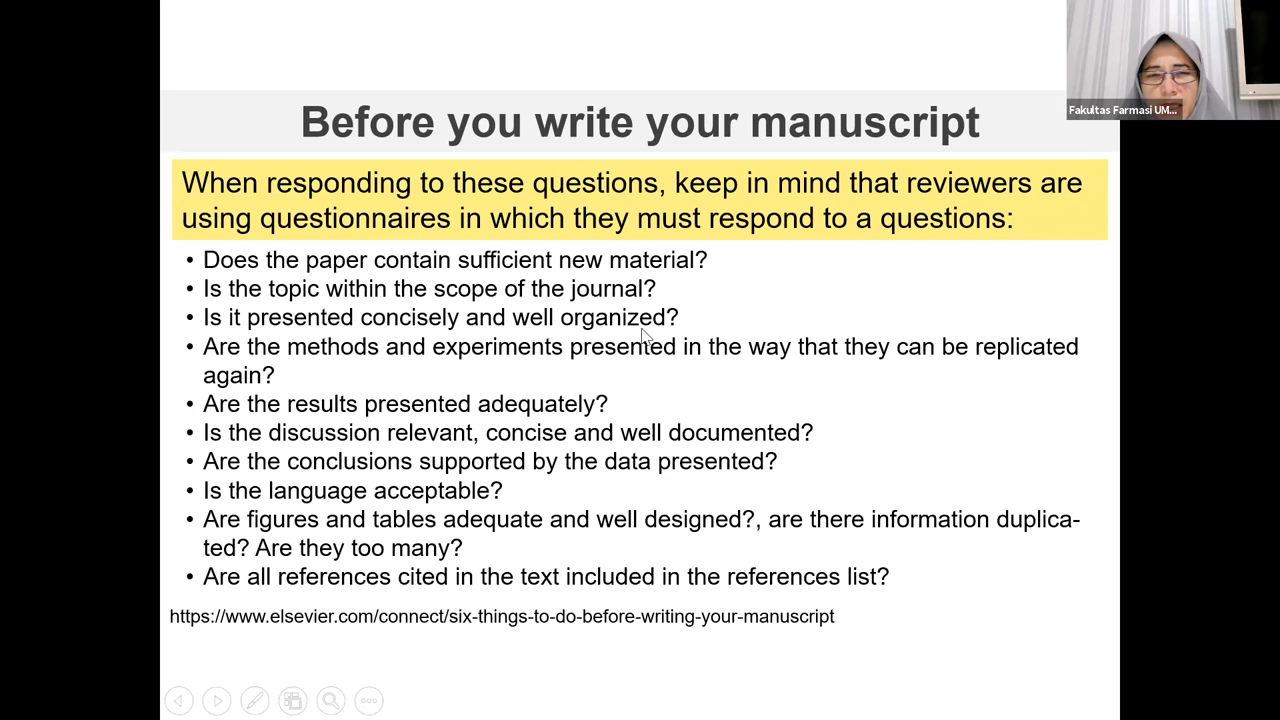 Fakultas Farmasi UM...
Before you write your manuscript
When responding to these questions, keep in mind that reviewers are
using questionnaires in which they must respond to a questions:
• Does the paper contain sufficient new material?
• Is the topic within the scope of the journal?
• Is it presented concisely and well organized?
• Are the methods and experiments presented in the way that they can be replicated
again?
• Are the results presented adequately?
• Is the discussion relevant, concise and well documented?
• Are the conclusions supported by the data presented?
• Is the language acceptable?
• Are figures and tables adequate and well designed?, are there information duplica-
ted? Are they too many?
• Are all references cited in the text included in the references list?
https://www.elsevier.com/connect/six-things-to-do-before-writing-your-manuscript